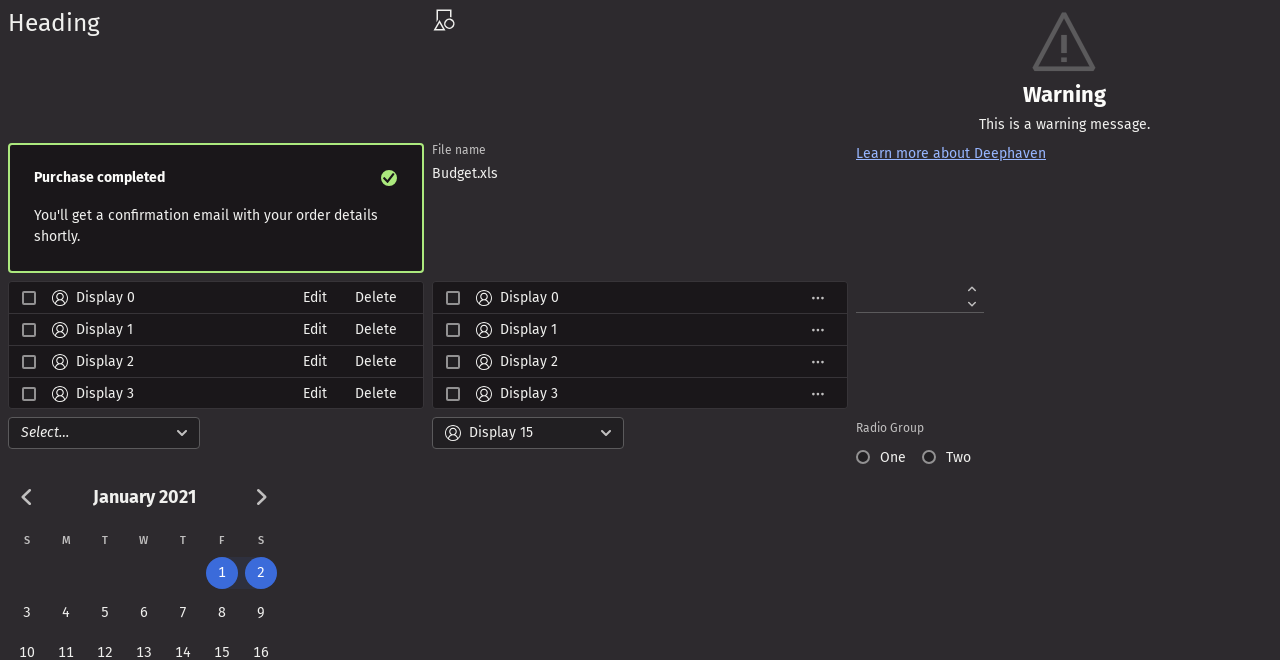 Heading
Warning
This is a warning message.
Purchase completed
You'll get a confirmation email with your order details
shortly.
File name
Budget.xls
Learn more about Deephaven
Display 0 Edit Delete
Display 1 Edit Delete
Display 2 Edit Delete
Display 3 Edit Delete
Display 0
Display 1
Display 2
Display 3
Select...
Display 15
Radio Group
One Two
January 2021
S M T W T F S
1 2
3 4 5 6 7 8 9
10 11 12 13 14 15 16